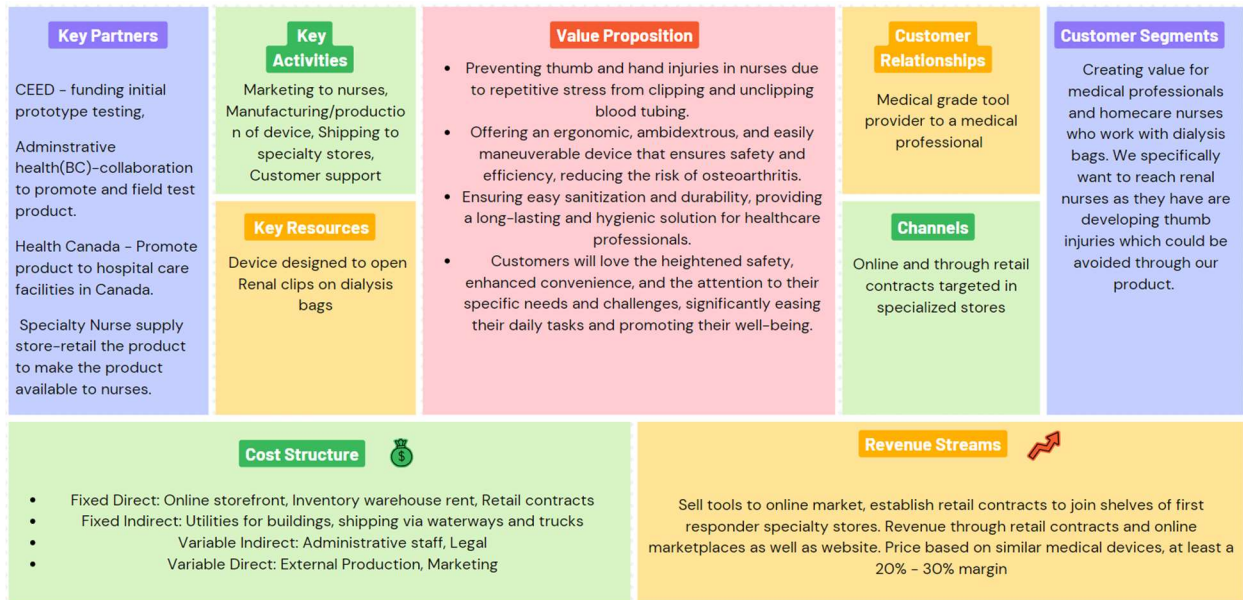 Key Partners
CEED - funding initial
prototype testing,
Adminstrative
health(BC)-collaboration
to promote and field test
product.
Health Canada - Promote
product to hospital care
facilities in Canada.
Specialty Nurse supply
store-retail the product
to make the product
available to nurses.
Key
Activities
Marketing to nurses,
Manufacturing/productio
n of device, Shipping to
specialty stores,
Customer support
Key Resources
Device designed to open
Renal clips on dialysis
bags
Value Proposition
• Preventing thumb and hand injuries in nurses due
to repetitive stress from clipping and unclipping
blood tubing.
• Offering an ergonomic, ambidextrous, and easily
maneuverable device that ensures safety and
efficiency, reducing the risk of osteoarthritis.
• Ensuring easy sanitization and durability, providing
a long-lasting and hygienic solution for healthcare
professionals.
• Customers will love the heightened safety,
enhanced convenience, and the attention to their
specific needs and challenges, significantly easing
their daily tasks and promoting their well-being.
Customer
Relationships
Medical grade tool
provider to a medical
professional
Channels
Online and through retail
contracts targeted in
specialized stores
Customer Segments
Creating value for
medical professionals
and homecare nurses
who work with dialysis
bags. We specifically
want to reach renal
nurses as they have are
developing thumb
injuries which could be
avoided through our
product.
Cost Structure
$
• Fixed Direct: Online storefront, Inventory warehouse rent, Retail contracts
• Fixed Indirect: Utilities for buildings, shipping via waterways and trucks
• Variable Indirect: Administrative staff, Legal
• Variable Direct: External Production, Marketing
Revenue Streams
Sell tools to online market, establish retail contracts to join shelves of first
responder specialty stores. Revenue through retail contracts and online
marketplaces as well as website. Price based on similar medical devices, at least a
20% - 30% margin